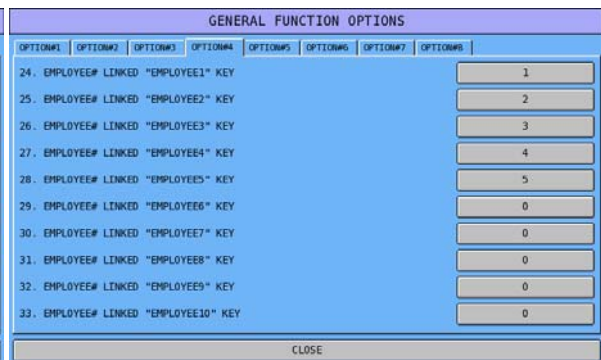 GENERAL FUNCTION OPTIONS
OPTION#1 OPTION#2 OPTION#3 OPTION#4 OPTION#5 OPTION#6 OPTION#7 OPTION#8
24. EMPLOYEE# LINKED "EMPLOYEE1" KEY 1
25. EMPLOYEE# LINKED "EMPLOYEE2" KEY 2
26. EMPLOYEE# LINKED "EMPLOYEE3" KEY 3
27. EMPLOYEE# LINKED "EMPLOYEE4" KEY 4
28. EMPLOYEE# LINKED "EMPLOYEE5" KEY 5
29. EMPLOYEE# LINKED "EMPLOYEE6" KEY 0
30. EMPLOYEE# LINKED "EMPLOYEE7" KEY 0
31. EMPLOYEE# LINKED "EMPLOYEE8" KEY 0
32. EMPLOYEE# LINKED "EMPLOYEE9" KEY 0
33. EMPLOYEE# LINKED "EMPLOYEE10" KEY 0
CLOSE